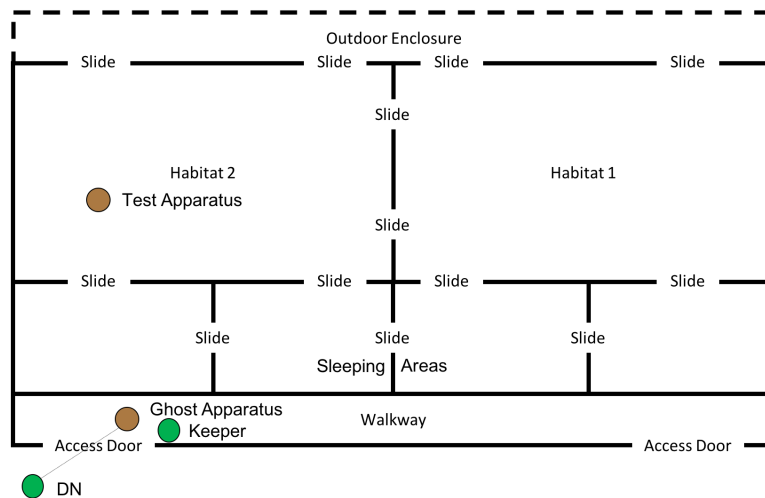 Outdoor Enclosure
Slide Slide Slide Slide
Slide
Habitat 2 Habitat 1
Test Apparatus
Slide
Slide Slide Slide Slide
Slide Slide Slide
Sleeping Areas
Ghost Apparatus
Walkway
Keeper
Access Door Access Door
DN